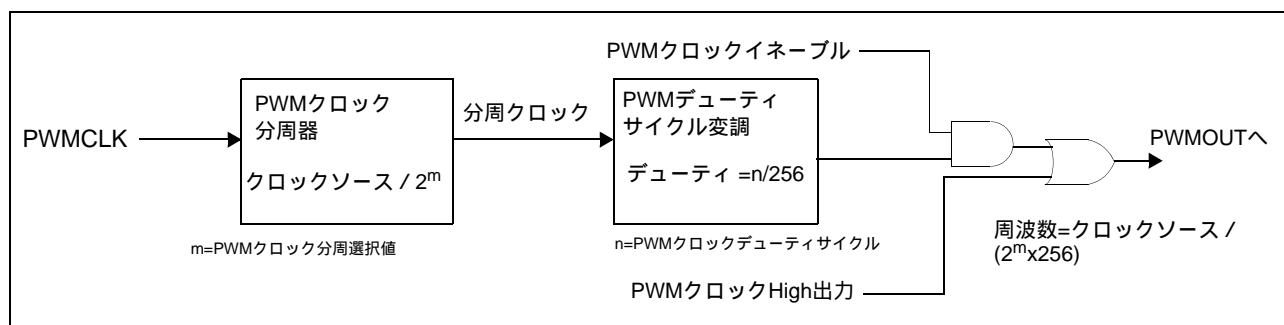 PWMクロックイネーブル
PWMCLK
PWMクロック
分周器
クロックソース / 2^m
m=PWMクロック分周選択値
分周クロック
PWMデューティ
サイクル変調
デューティ =n/256
n=PWMクロックデューティサイクル
PWMOUTへ
周波数=クロックソース /
(2^mx256)
PWMクロックHigh出力